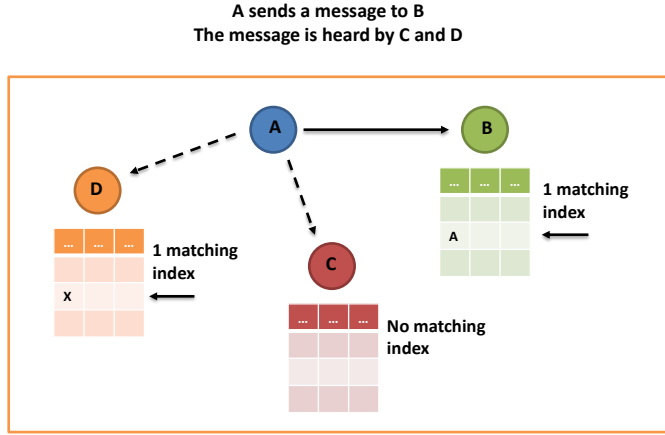 A sends a message to B
The message is heard by C and D
A
B
D
... ... ...
1 matching
index
A
... ... ...
1 matching
index
X
C
... ... ...
No matching
index